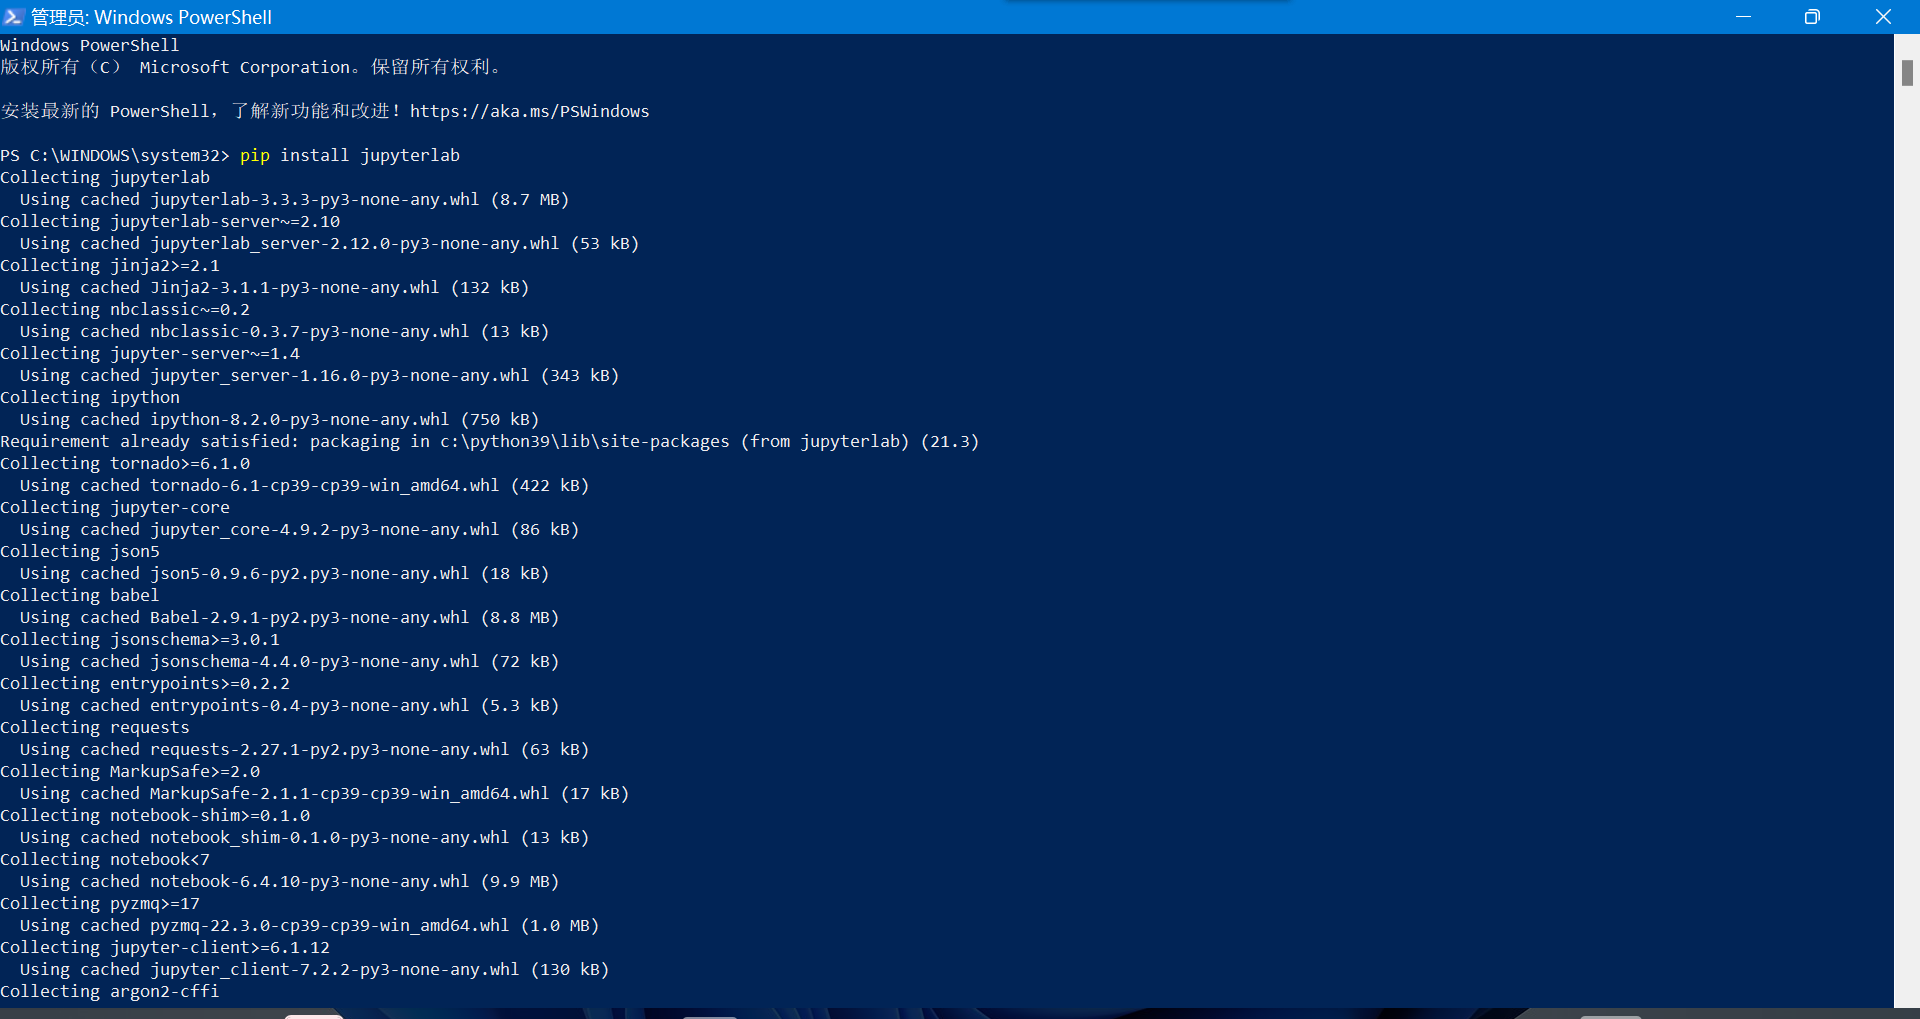 管理员: Windows PowerShell
Windows PowerShell
版权所有（C） Microsoft Corporation。保留所有权利。
安装最新的 PowerShell，了解新功能和改进！https://aka.ms/PSWindows
PS C:\WINDOWS\system32> pip install jupyterlab
Collecting jupyterlab
  Using cached jupyterlab-3.3.3-py3-none-any.whl (8.7 MB)
Collecting jupyterlab-server~=2.10
  Using cached jupyterlab_server-2.12.0-py3-none-any.whl (53 kB)
Collecting jinja2>=2.1
  Using cached Jinja2-3.1.1-py3-none-any.whl (132 kB)
Collecting nbclassic~=0.2
  Using cached nbclassic-0.3.7-py3-none-any.whl (13 kB)
Collecting jupyter-server~=1.4
  Using cached jupyter_server-1.16.0-py3-none-any.whl (343 kB)
Collecting ipython
  Using cached ipython-8.2.0-py3-none-any.whl (750 kB)
Requirement already satisfied: packaging in c:\python39\lib\site-packages (from jupyterlab) (21.3)
Collecting tornado>=6.1.0
  Using cached tornado-6.1-cp39-cp39-win_amd64.whl (422 kB)
Collecting jupyter-core
  Using cached jupyter_core-4.9.2-py3-none-any.whl (86 kB)
Collecting json5
  Using cached json5-0.9.6-py2.py3-none-any.whl (18 kB)
Collecting babel
  Using cached Babel-2.9.1-py2.py3-none-any.whl (8.8 MB)
Collecting jsonschema>=3.0.1
  Using cached jsonschema-4.4.0-py3-none-any.whl (72 kB)
Collecting entrypoints>=0.2.2
  Using cached entrypoints-0.4-py3-none-any.whl (5.3 kB)
Collecting requests
  Using cached requests-2.27.1-py2.py3-none-any.whl (63 kB)
Collecting MarkupSafe>=2.0
  Using cached MarkupSafe-2.1.1-cp39-cp39-win_amd64.whl (17 kB)
Collecting notebook-shim>=0.1.0
  Using cached notebook_shim-0.1.0-py3-none-any.whl (13 kB)
Collecting notebook<7
  Using cached notebook-6.4.10-py3-none-any.whl (9.9 MB)
Collecting pyzmq>=17
  Using cached pyzmq-22.3.0-cp39-cp39-win_amd64.whl (1.0 MB)
Collecting jupyter-client>=6.1.12
  Using cached jupyter_client-7.2.2-py3-none-any.whl (130 kB)
Collecting argon2-cffi